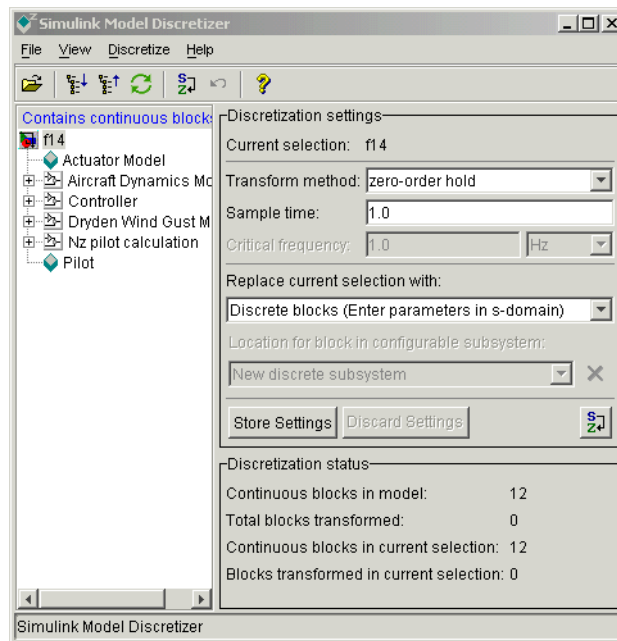 Simulink Model Discretizer
File View Discretize Help
Contains continuous block
f14
Actuator Model
Aircraft Dynamics Mo
Controller
Dryden Wind Gust M
Nz pilot calculation
Pilot
Discretization settings
Current selection: f14
Transform method: zero-order hold
Sample time: 1.0
Critical frequency: 1.0 Hz
Replace current selection with:
Discrete blocks (Enter parameters in s-domain)
Location for block in configurable subsystem:
New discrete subsystem
Store Settings Discard Settings
Discretization status
Continuous blocks in model: 12
Total blocks transformed: 0
Continuous blocks in current selection: 12
Blocks transformed in current selection: 0
Simulink Model Discretizer